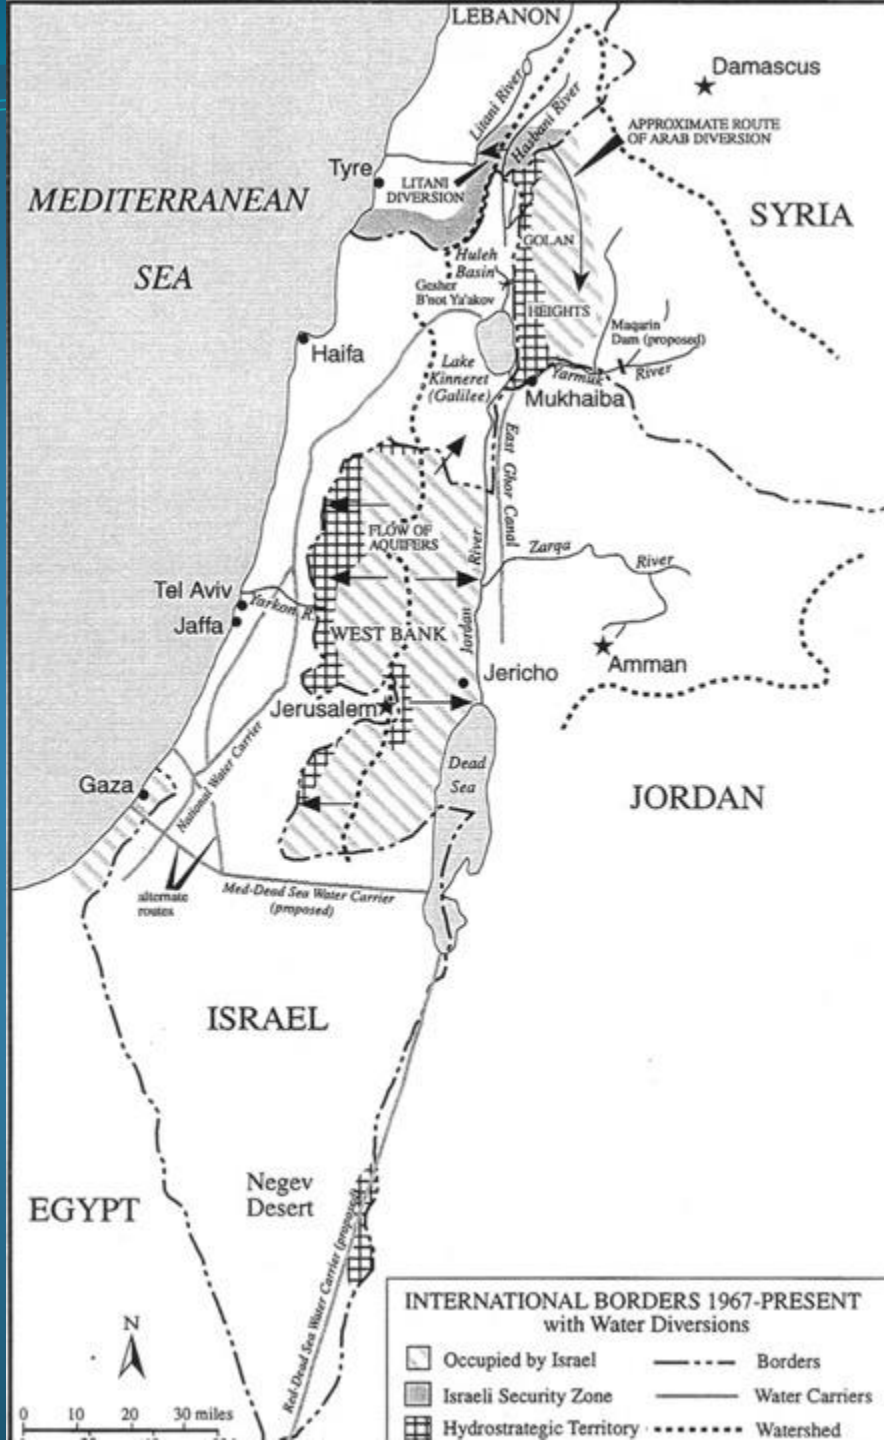 LEBANON
Damascus
Litani River
Hasbani River
APPROXIMATE ROUTE
OF ARAB DIVERSION
Tyre
LITANI
DIVERSION
MEDITERRANEAN
SEA
SYRIA
GOLAN
HEIGHTS
Huleh
Basin
Gesher
B'not Ya'akov
Maqarin
Dam (proposed)
Haifa
Lake
Kinneret
(Galilee)
Yarmuk
River
Mukhaiba
East Ghor Canal
FLOW OF
AQUIFERS
Jordan River
Zarqa
River
Tel Aviv
Yarkon R.
Jaffa
WEST BANK
Amman
Jericho
Jerusalem
National Water Carrier
Dead
Sea
Gaza
JORDAN
alternate
routes
Med-Dead Sea Water Carrier
(proposed)
ISRAEL
Negev
Desert
EGYPT
Red-Dead Sea Water Carrier (proposed)
N
0 10 20 30 miles
INTERNATIONAL BORDERS 1967-PRESENT
with Water Diversions
Occupied by Israel
Borders
Israeli Security Zone
Water Carriers
Hydrostrategic Territory
Watershed